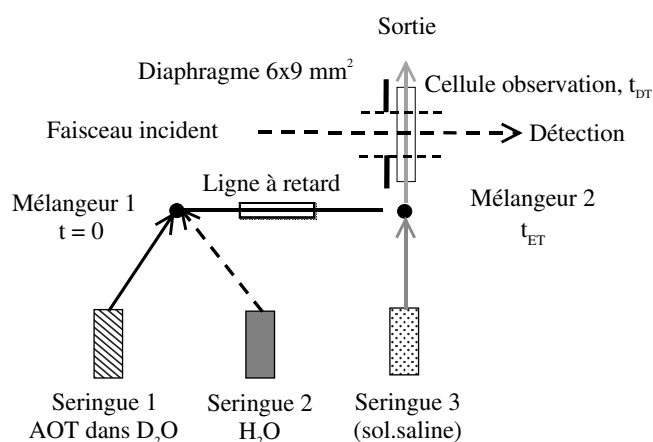 Sortie
Diaphragme 6x9 mm²
Cellule observation, t_DT
Faisceau incident
Détection
Ligne à retard
Mélangeur 1
t = 0
Mélangeur 2
t_ET
Seringue 1
AOT dans D₂O
Seringue 2
H₂O
Seringue 3
(sol.saline)